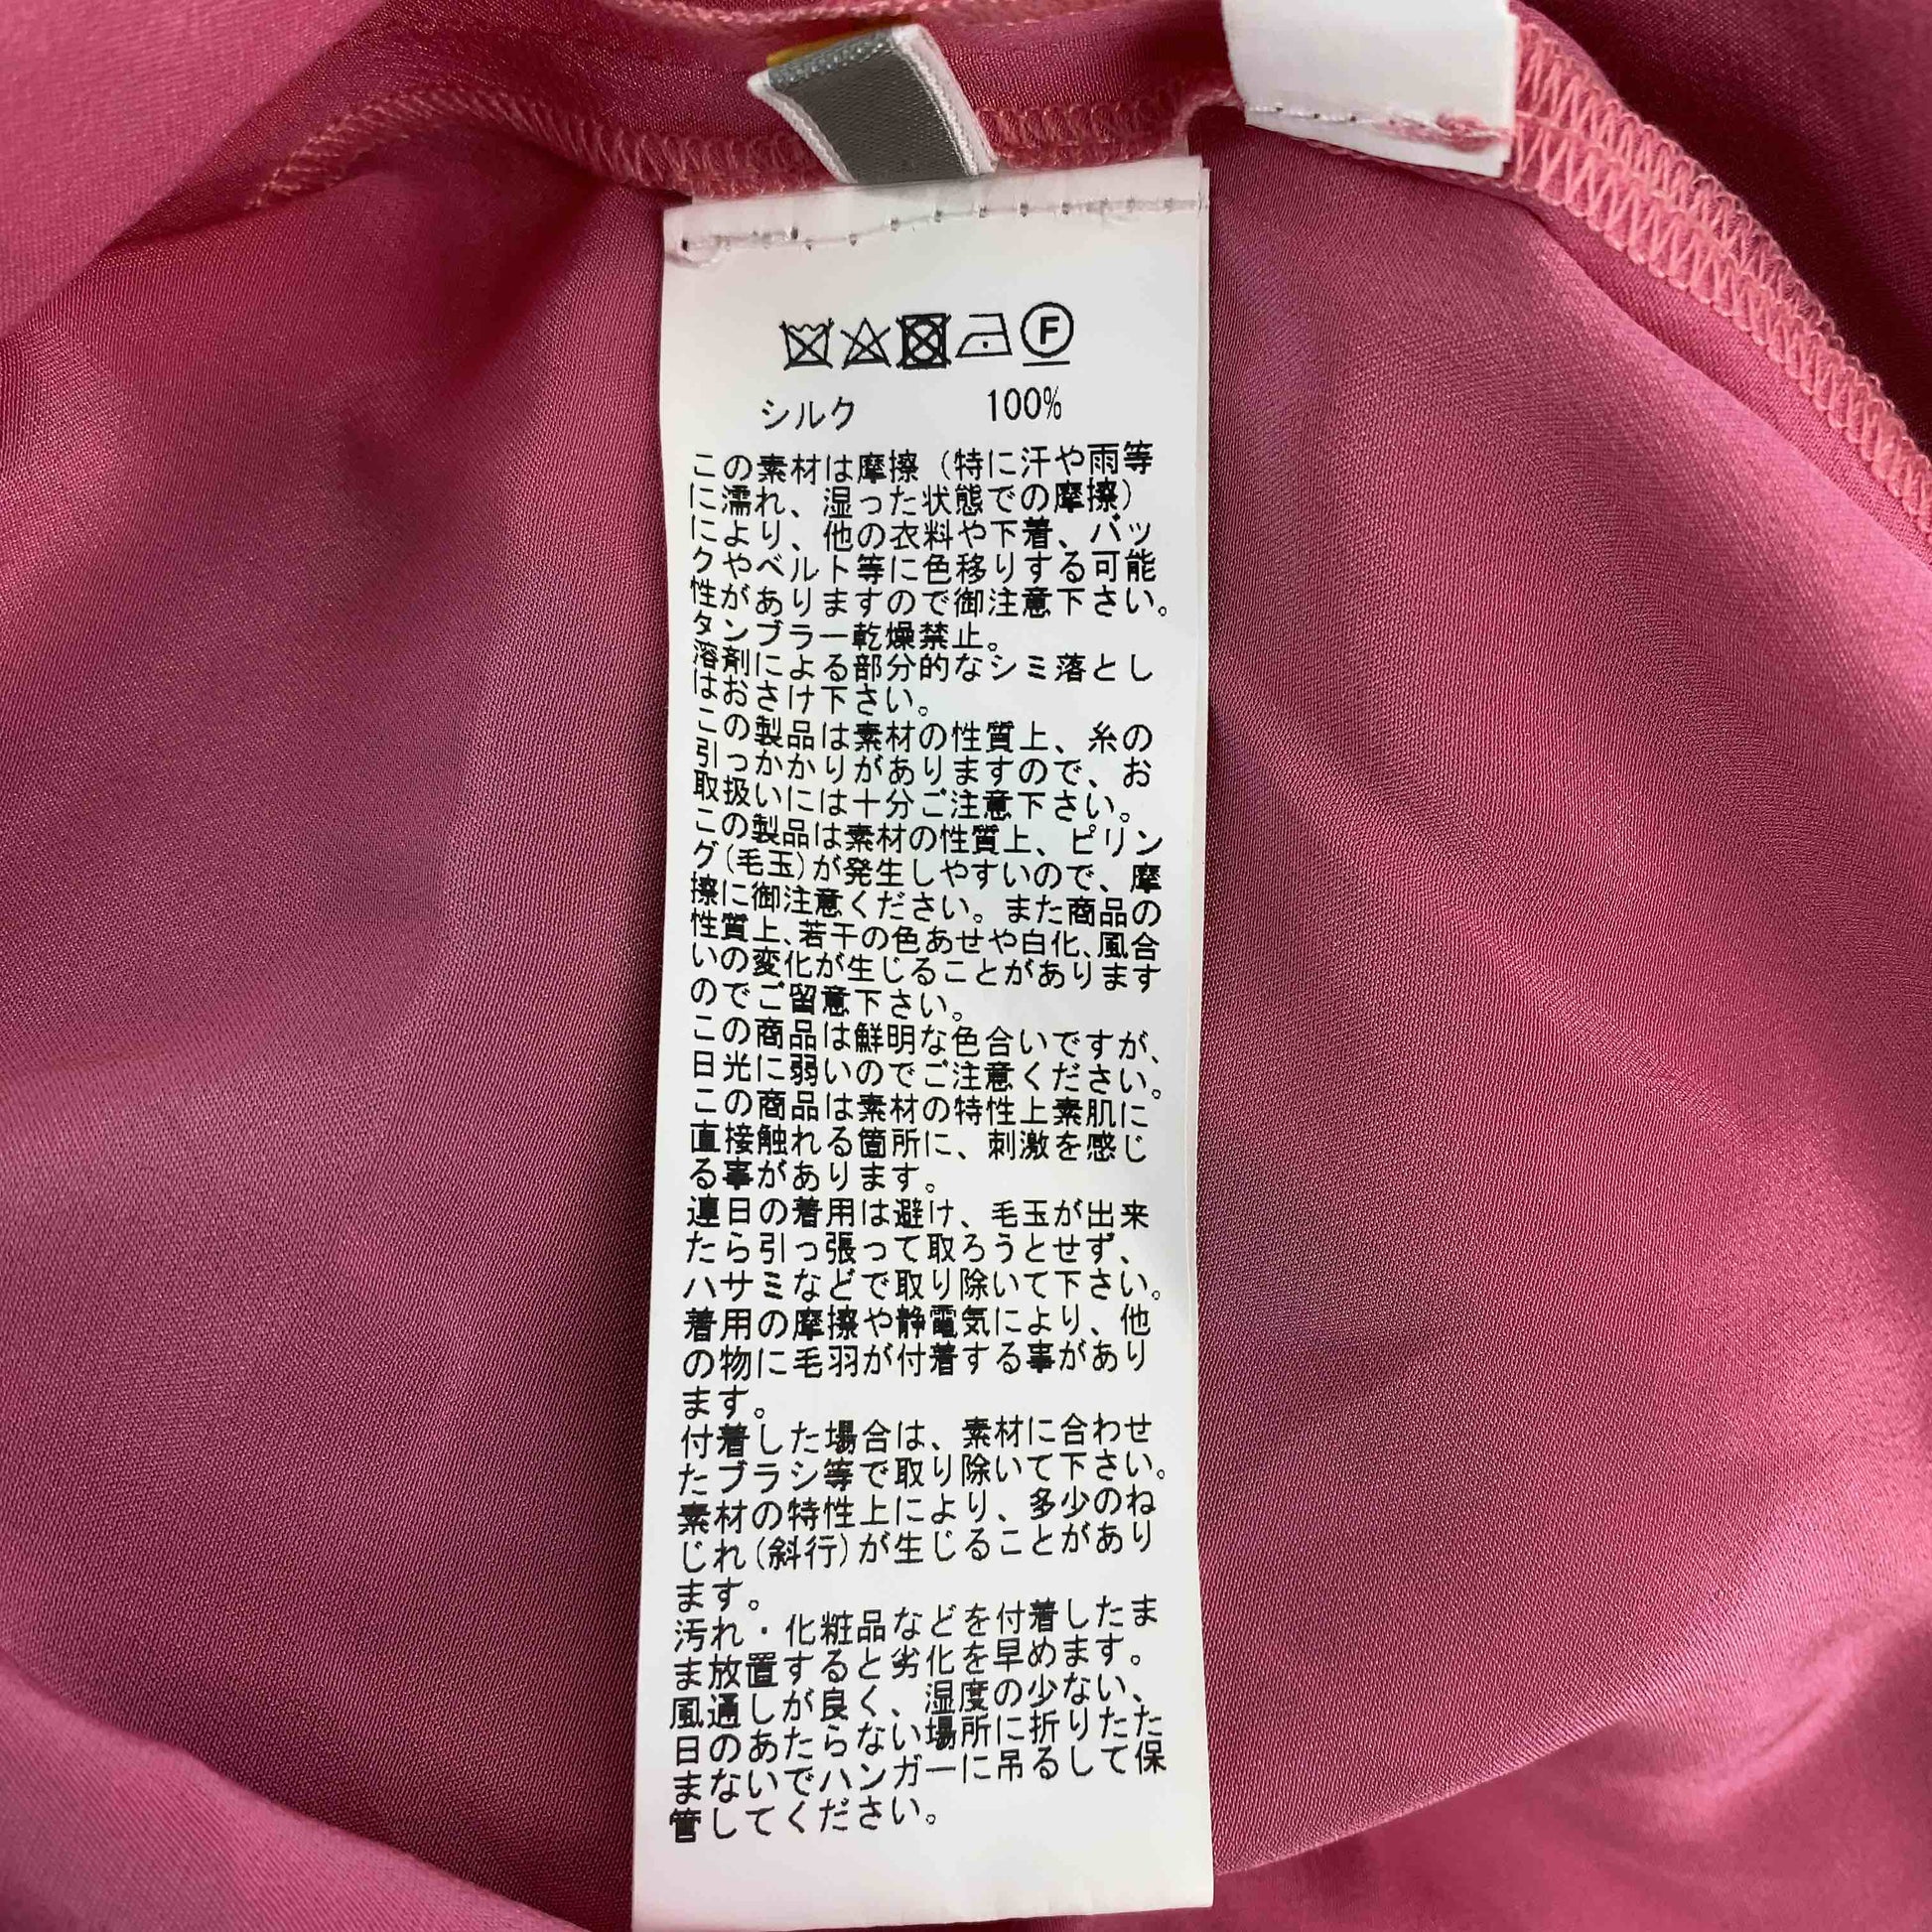 F
シルク 100%
この素材は摩擦（特に汗や雨等
に濡れ、湿った状態での摩擦）
により、他の衣料や下着、バッ
クやベルト等に色移りする可能
性がありますので御注意下さい。
タンブラー乾燥禁止。
溶剤による部分的なシミ落とし
はおさけ下さい。
この製品は素材の性質上、糸の
引っかかりがありますので、お
取扱いには十分ご注意下さい。
この製品は素材の性質上、ピリン
グ(毛玉)が発生しやすいので、摩
擦に御注意ください。また商品の
性質上、若干の色あせや白化、風合
いの変化が生じることがあります
のでご留意下さい。
この商品は鮮明な色合いですが、
日光に弱いのでご注意ください。
この商品は素材の特性上素肌に
直接触れる箇所に、刺激を感じ
る事があります。
連日の着用は避け、毛玉が出来
たら引っ張って取ろうとせず、
ハサミなどで取り除いて下さい。
着用の摩擦や静電気により、他
の物に毛羽が付着する事があり
ます。
付着した場合は、素材に合わせ
たブラシ等で取り除いて下さい。
素材の特性上により、多少のね
じれ(斜行)が生じることがあり
ます。
汚れ・化粧品などを付着したま
ま放置すると劣化を早めます。
風通しが良く、湿度の少ない、
日のあたらない場所に折りたた
まないでハンガーに吊るして保
管してください。